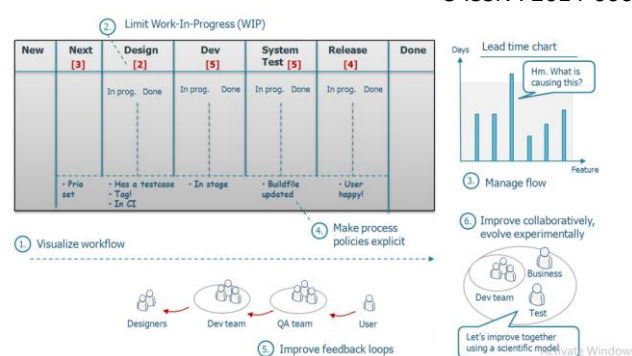 2. Limit Work-In-Progress (WIP)
New Next Design Dev System Release Done
[3] [2] [5] Test [5] [4]
In prog. Done In prog. Done In prog. Done In prog. Done
· Prio · Has a testcase · In stage · Buildfile · User
set · Tag! updated happy!
· In CI
4. Make process
policies explicit
1. Visualize workflow
Designers Dev team QA team User
5. Improve feedback loops
Days Lead time chart
Hm. What is
causing this?
Feature
3. Manage flow
6. Improve collaboratively,
evolve experimentally
Business
Dev team
Test
Let's improve together
using a scientific model